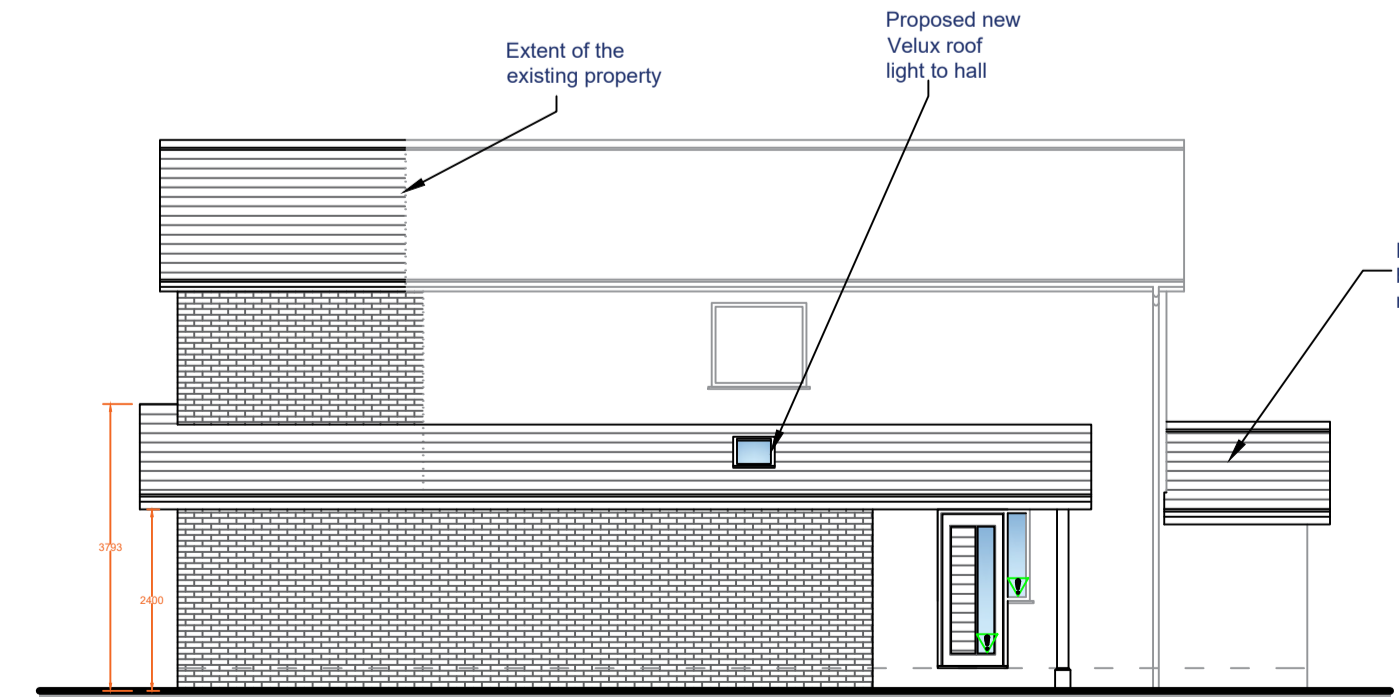 Proposed new
Velux roof
light to hall
Extent of the
existing property
3793
2400